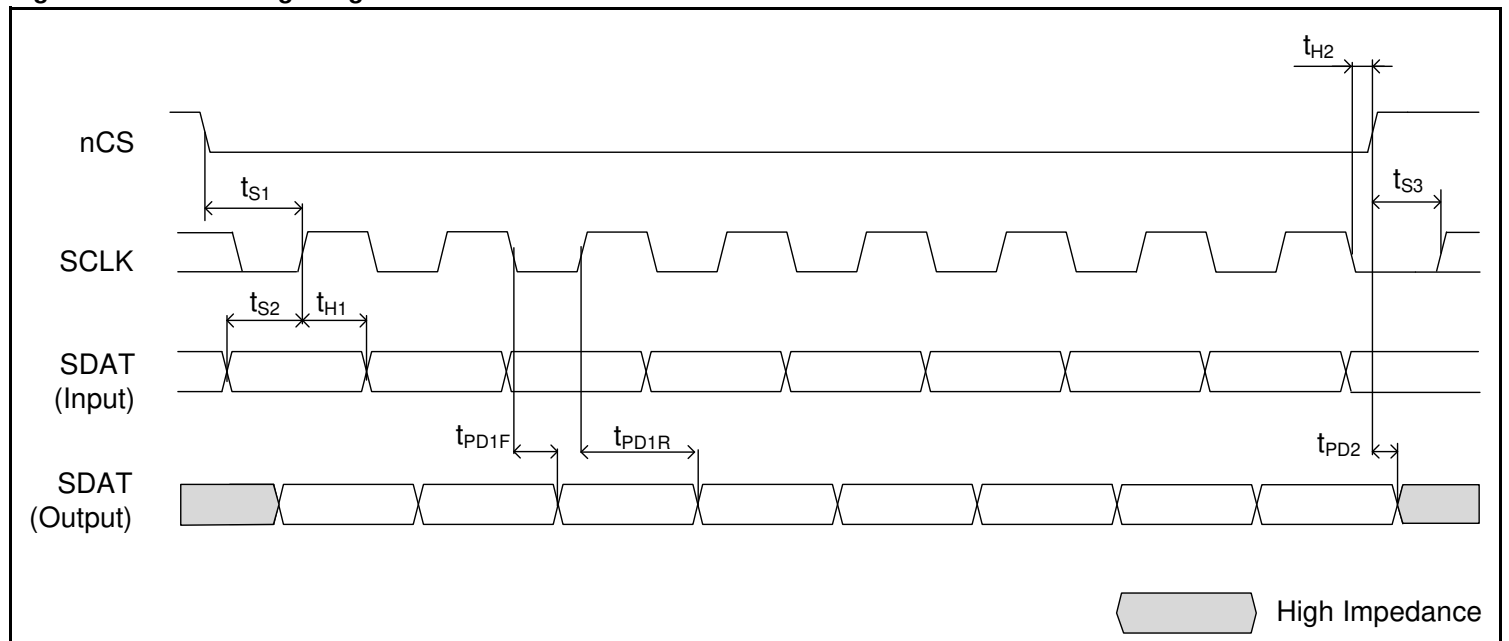 tH2
nCS
tS1
tS3
SCLK
tS2
tH1
SDAT
(Input)
tPD1F
tPD1R
tPD2
SDAT
(Output)
High Impedance